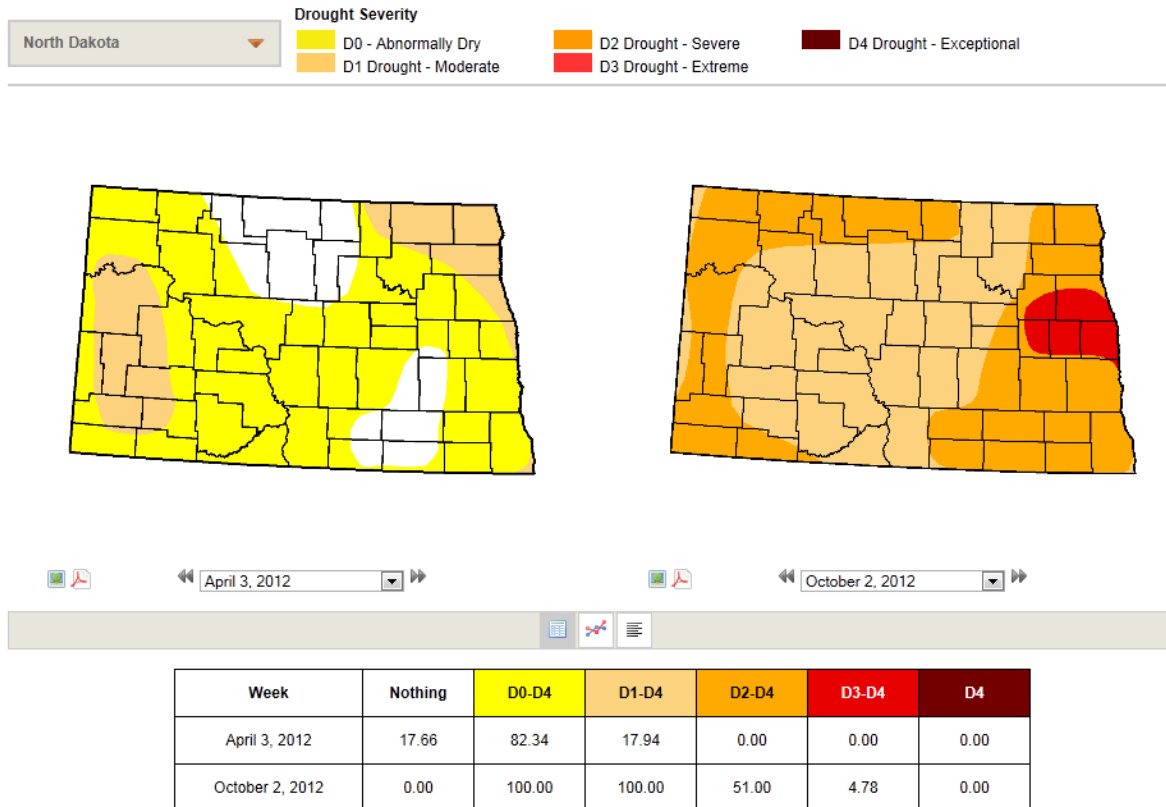 North Dakota
Drought Severity
D0 - Abnormally Dry
D2 Drought - Severe
D4 Drought - Exceptional
D1 Drought - Moderate
D3 Drought - Extreme
April 3, 2012
October 2, 2012
Week Nothing D0-D4 D1-D4 D2-D4 D3-D4 D4
April 3, 2012 17.66 82.34 17.94 0.00 0.00 0.00
October 2, 2012 0.00 100.00 100.00 51.00 4.78 0.00